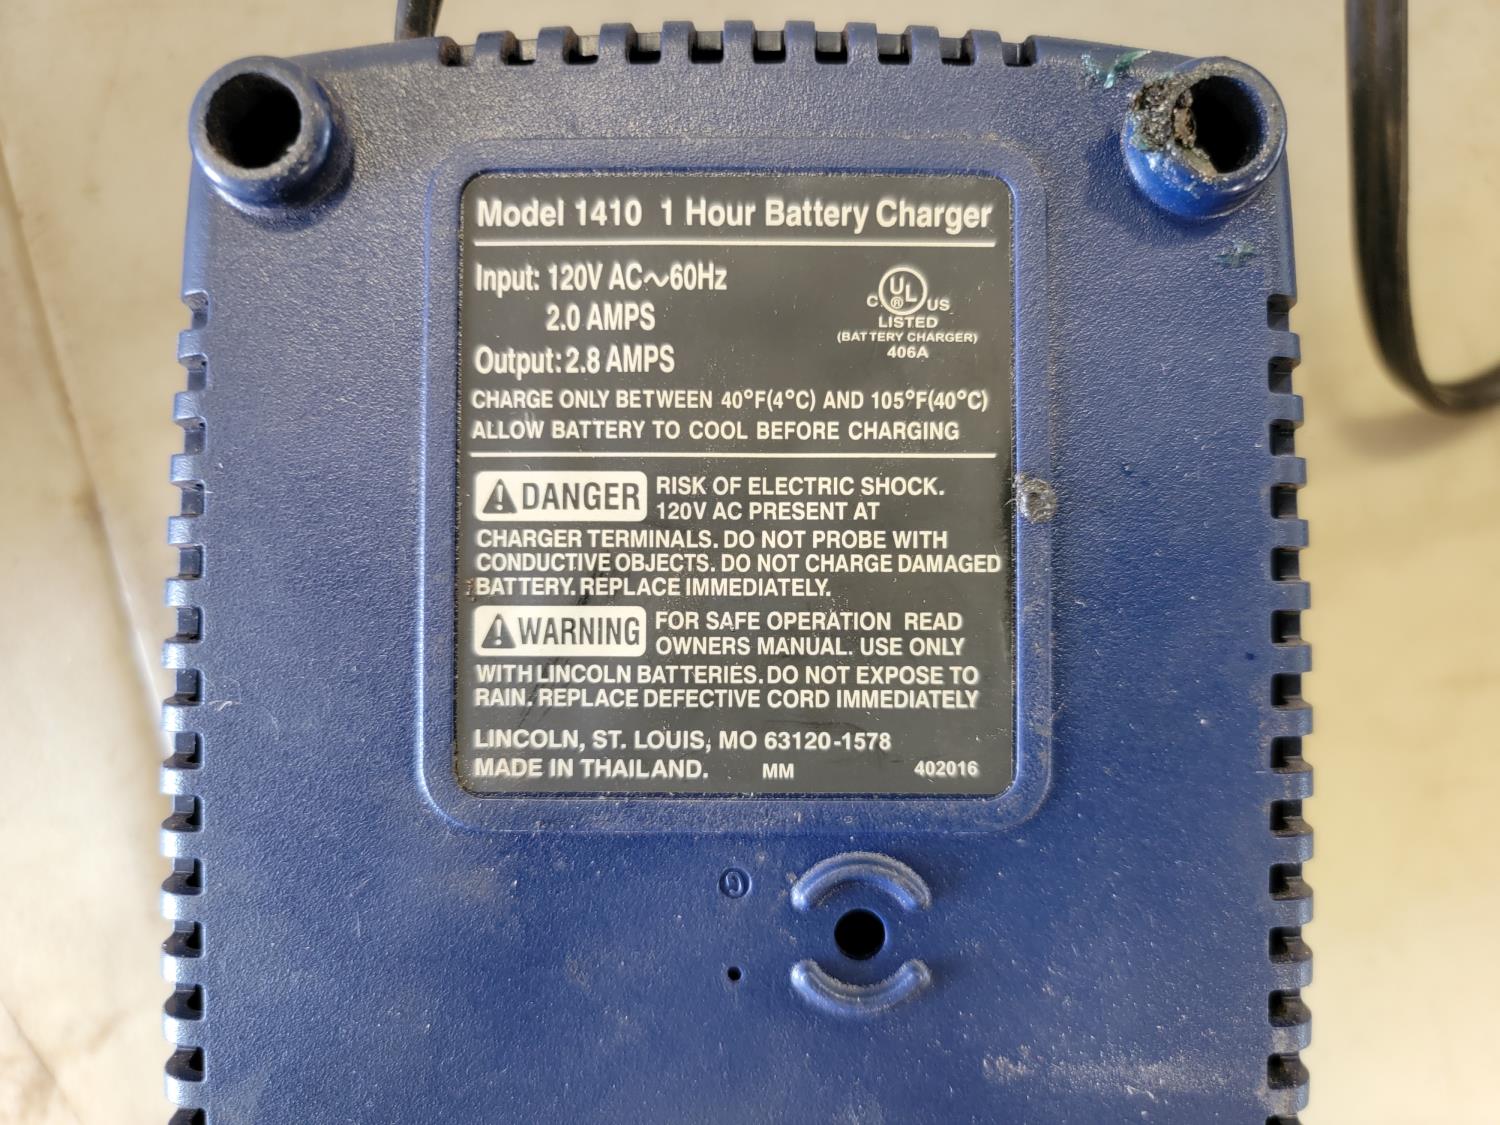 Model 1410 1 Hour Battery Charger
Input: 120V AC~60Hz
2.0 AMPS
Output: 2.8 AMPS
C UL® US
LISTED
(BATTERY CHARGER)
406A
CHARGE ONLY BETWEEN 40°F(4°C) AND 105°F(40°C)
ALLOW BATTERY TO COOL BEFORE CHARGING
DANGER RISK OF ELECTRIC SHOCK.
120V AC PRESENT AT
CHARGER TERMINALS. DO NOT PROBE WITH
CONDUCTIVE OBJECTS. DO NOT CHARGE DAMAGED
BATTERY. REPLACE IMMEDIATELY.
WARNING FOR SAFE OPERATION READ
OWNERS MANUAL. USE ONLY
WITH LINCOLN BATTERIES. DO NOT EXPOSE TO
RAIN. REPLACE DEFECTIVE CORD IMMEDIATELY
LINCOLN, ST. LOUIS, MO 63120-1578
MADE IN THAILAND. MM 402016